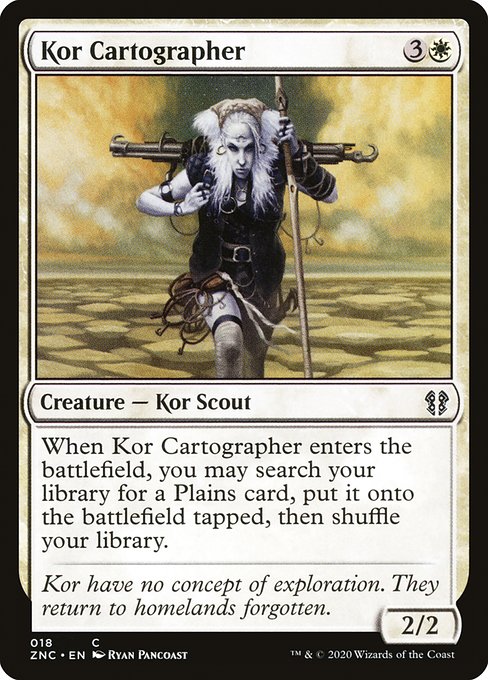 Kor Cartographer 3
Creature — Kor Scout
When Kor Cartographer enters the
battlefield, you may search your
library for a Plains card, put it onto
the battlefield tapped, then shuffle
your library.
Kor have no concept of exploration. They
return to homelands forgotten.
2/2
018 C
ZNC • EN Ryan Pancoast
™ & © 2020 Wizards of the Coast